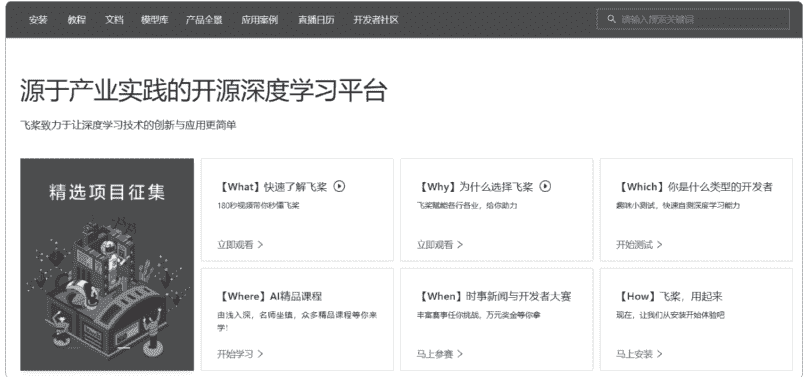 安装 教程 文档 模型库 产品全景 应用案例 直播日历 开发者社区 请输入搜索关键词
源于产业实践的开源深度学习平台
飞桨致力于让深度学习技术的创新与应用更简单
精选项目征集
【What】快速了解飞桨
180秒视频带你秒懂飞桨
立即观看 >
【Why】为什么选择飞桨
飞桨赋能各行各业，给你助力
立即观看 >
【Which】你是什么类型的开发者
趣味小测试，快速自测深度学习能力
开始测试 >
【Where】AI精品课程
由浅入深，名师坐镇，众多精品课程等你来
学！
开始学习 >
【When】时事新闻与开发者大赛
丰富赛事任你挑战，万元奖金等你拿
马上参赛 >
【How】飞桨，用起来
现在，让我们从安装开始体验吧
马上安装 >